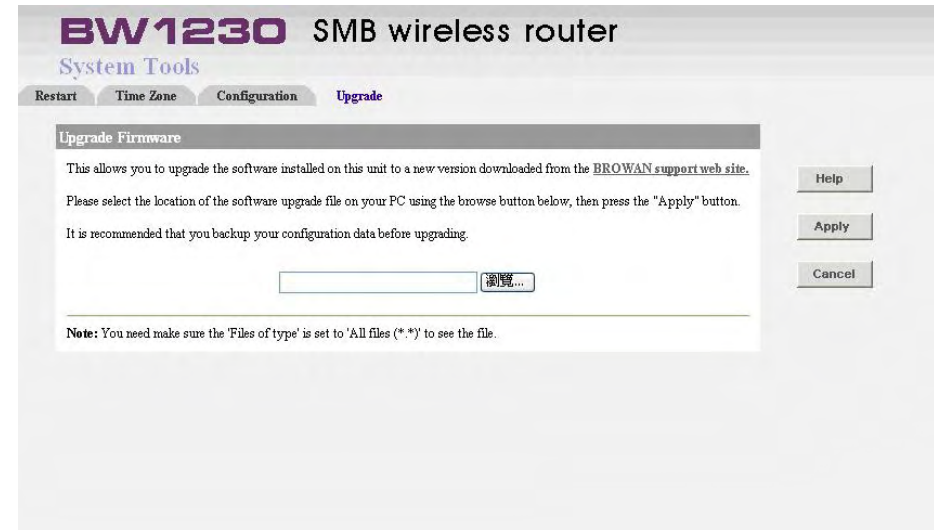 BW1230 SMB wireless router
System Tools
Restart Time Zone Configuration Upgrade
Upgrade Firmware
This allows you to upgrade the software installed on this unit to a new version downloaded from the BROWAN support web site.
Please select the location of the software upgrade file on your PC using the browse button below, then press the "Apply" button.
It is recommended that you backup your configuration data before upgrading.
瀏覽...
Note: You need make sure the 'Files of type' is set to 'All files (*.*)' to see the file.
Help
Apply
Cancel